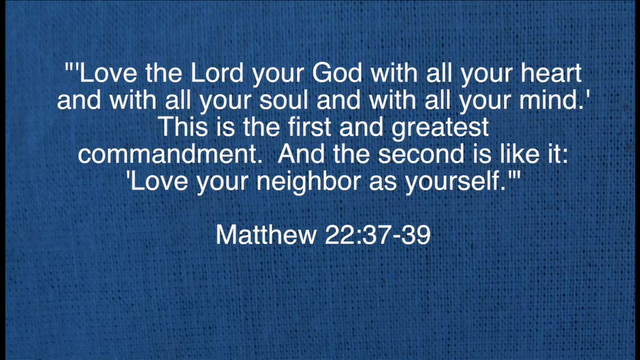 "'Love the Lord your God with all your heart
and with all your soul and with all your mind.'
This is the first and greatest
commandment.  And the second is like it:
'Love your neighbor as yourself.'"
Matthew 22:37-39